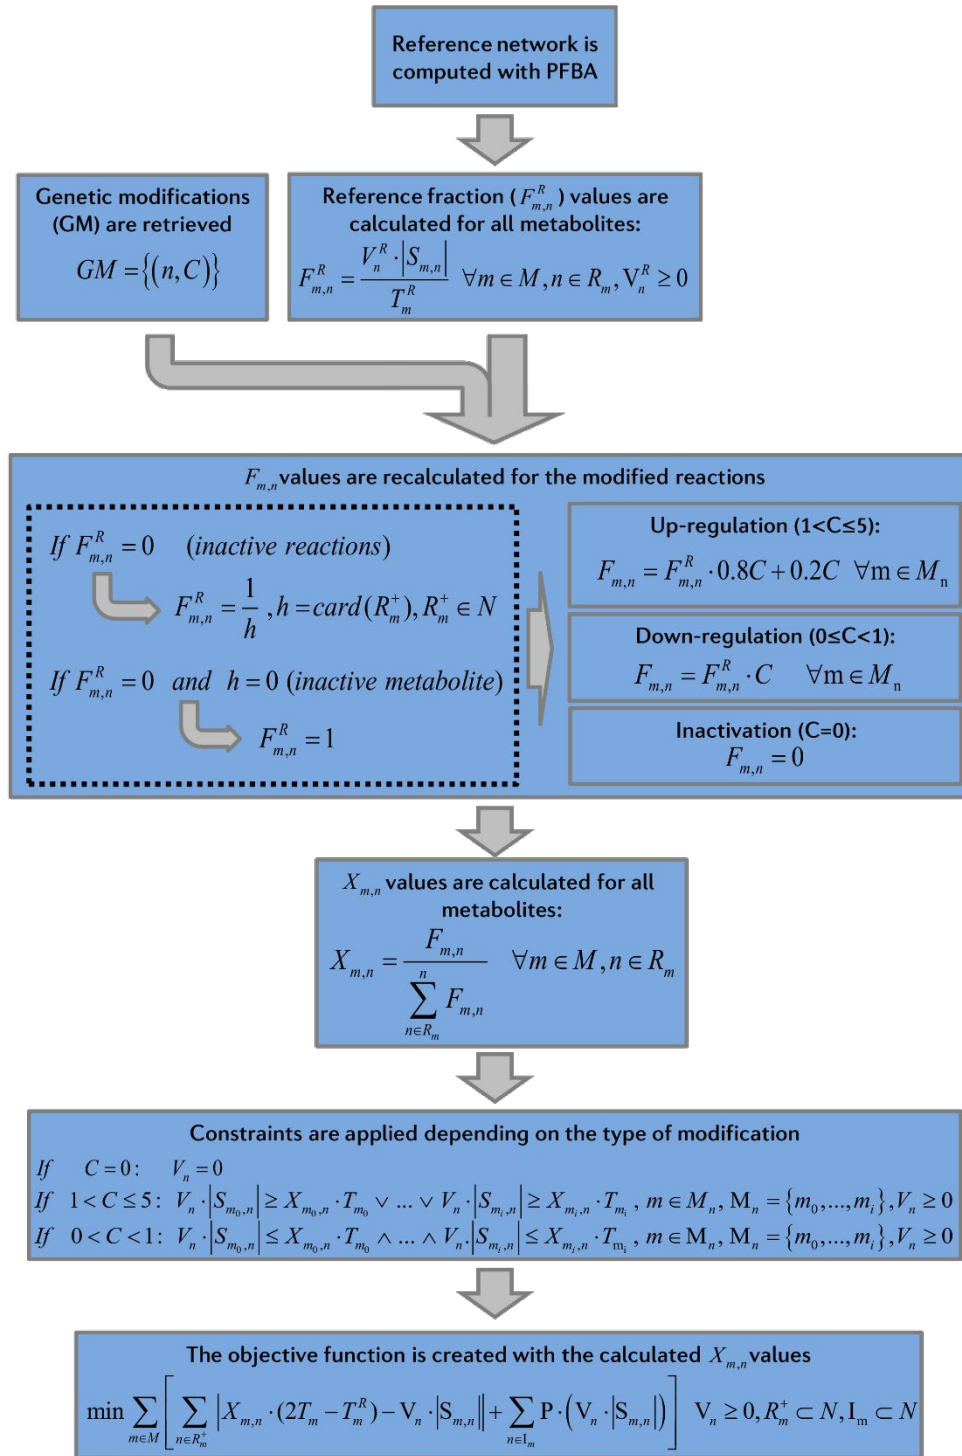 Reference network is
computed with PFBA
Genetic modifications
(GM) are retrieved
GM = {(n, C)}
Reference fraction (F^R_{m,n}) values are
calculated for all metabolites:
F^R_{m,n} = \frac{V^R_n · |S_{m,n}|}{T^R_m} ∀m ∈ M, n ∈ R_m, V^R_n ≥ 0
F_{m,n} values are recalculated for the modified reactions
If F^R_{m,n} = 0 (inactive reactions)
F^R_{m,n} = \frac{1}{h}, h = card(R^+_m), R^+_m ∈ N
If F^R_{m,n} = 0 and h = 0 (inactive metabolite)
F^R_{m,n} = 1
Up-regulation (1<C≤5):
F_{m,n} = F^R_{m,n} · 0.8C + 0.2C ∀m ∈ M_n
Down-regulation (0≤C<1):
F_{m,n} = F^R_{m,n} · C ∀m ∈ M_n
Inactivation (C=0):
F_{m,n} = 0
X_{m,n} values are calculated for all
metabolites:
X_{m,n} = \frac{F_{m,n}}{\sum_{n∈R_m}^{n} F_{m,n}} ∀m ∈ M, n ∈ R_m
Constraints are applied depending on the type of modification
If C = 0: V_n = 0
If 1 < C ≤ 5: V_n · |S_{m_0,n}| ≥ X_{m_0,n} · T_{m_0} ∨ ... ∨ V_n · |S_{m_i,n}| ≥ X_{m_i,n} · T_{m_i}, m ∈ M_n, M_n = {m_0,...,m_i}, V_n ≥ 0
If 0 < C < 1: V_n · |S_{m_0,n}| ≤ X_{m_0,n} · T_{m_0} ∧ ... ∧ V_n · |S_{m_i,n}| ≤ X_{m_i,n} · T_{m_i}, m ∈ M_n, M_n = {m_0,...,m_i}, V_n ≥ 0
The objective function is created with the calculated X_{m,n} values
min \sum_{m∈M} [ \sum_{n∈R^+_m} |X_{m,n} · (2T_m − T^R_m) − V_n · |S_{m,n}|| + \sum_{n∈I_m} P · (V_n · |S_{m,n}|) ] V_n ≥ 0, R^+_m ⊂ N, I_m ⊂ N